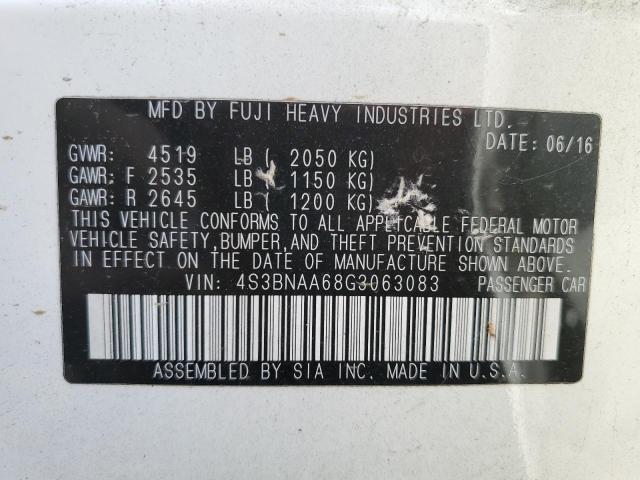 MFD BY FUJI HEAVY INDUSTRIES LTD.
DATE: 06/16
GVWR: 4519 LB ( 2050 KG)
GAWR: F 2535 LB ( 1150 KG)
GAWR: R 2645 LB ( 1200 KG)
THIS VEHICLE CONFORMS TO ALL APPLICABLE FEDERAL MOTOR
VEHICLE SAFETY, BUMPER, AND THEFT PREVENTION STANDARDS
IN EFFECT ON THE DATE OF MANUFACTURE SHOWN ABOVE.
VIN: 4S3BNAA68G3063083 PASSENGER CAR
ASSEMBLED BY SIA INC. MADE IN U.S.A.